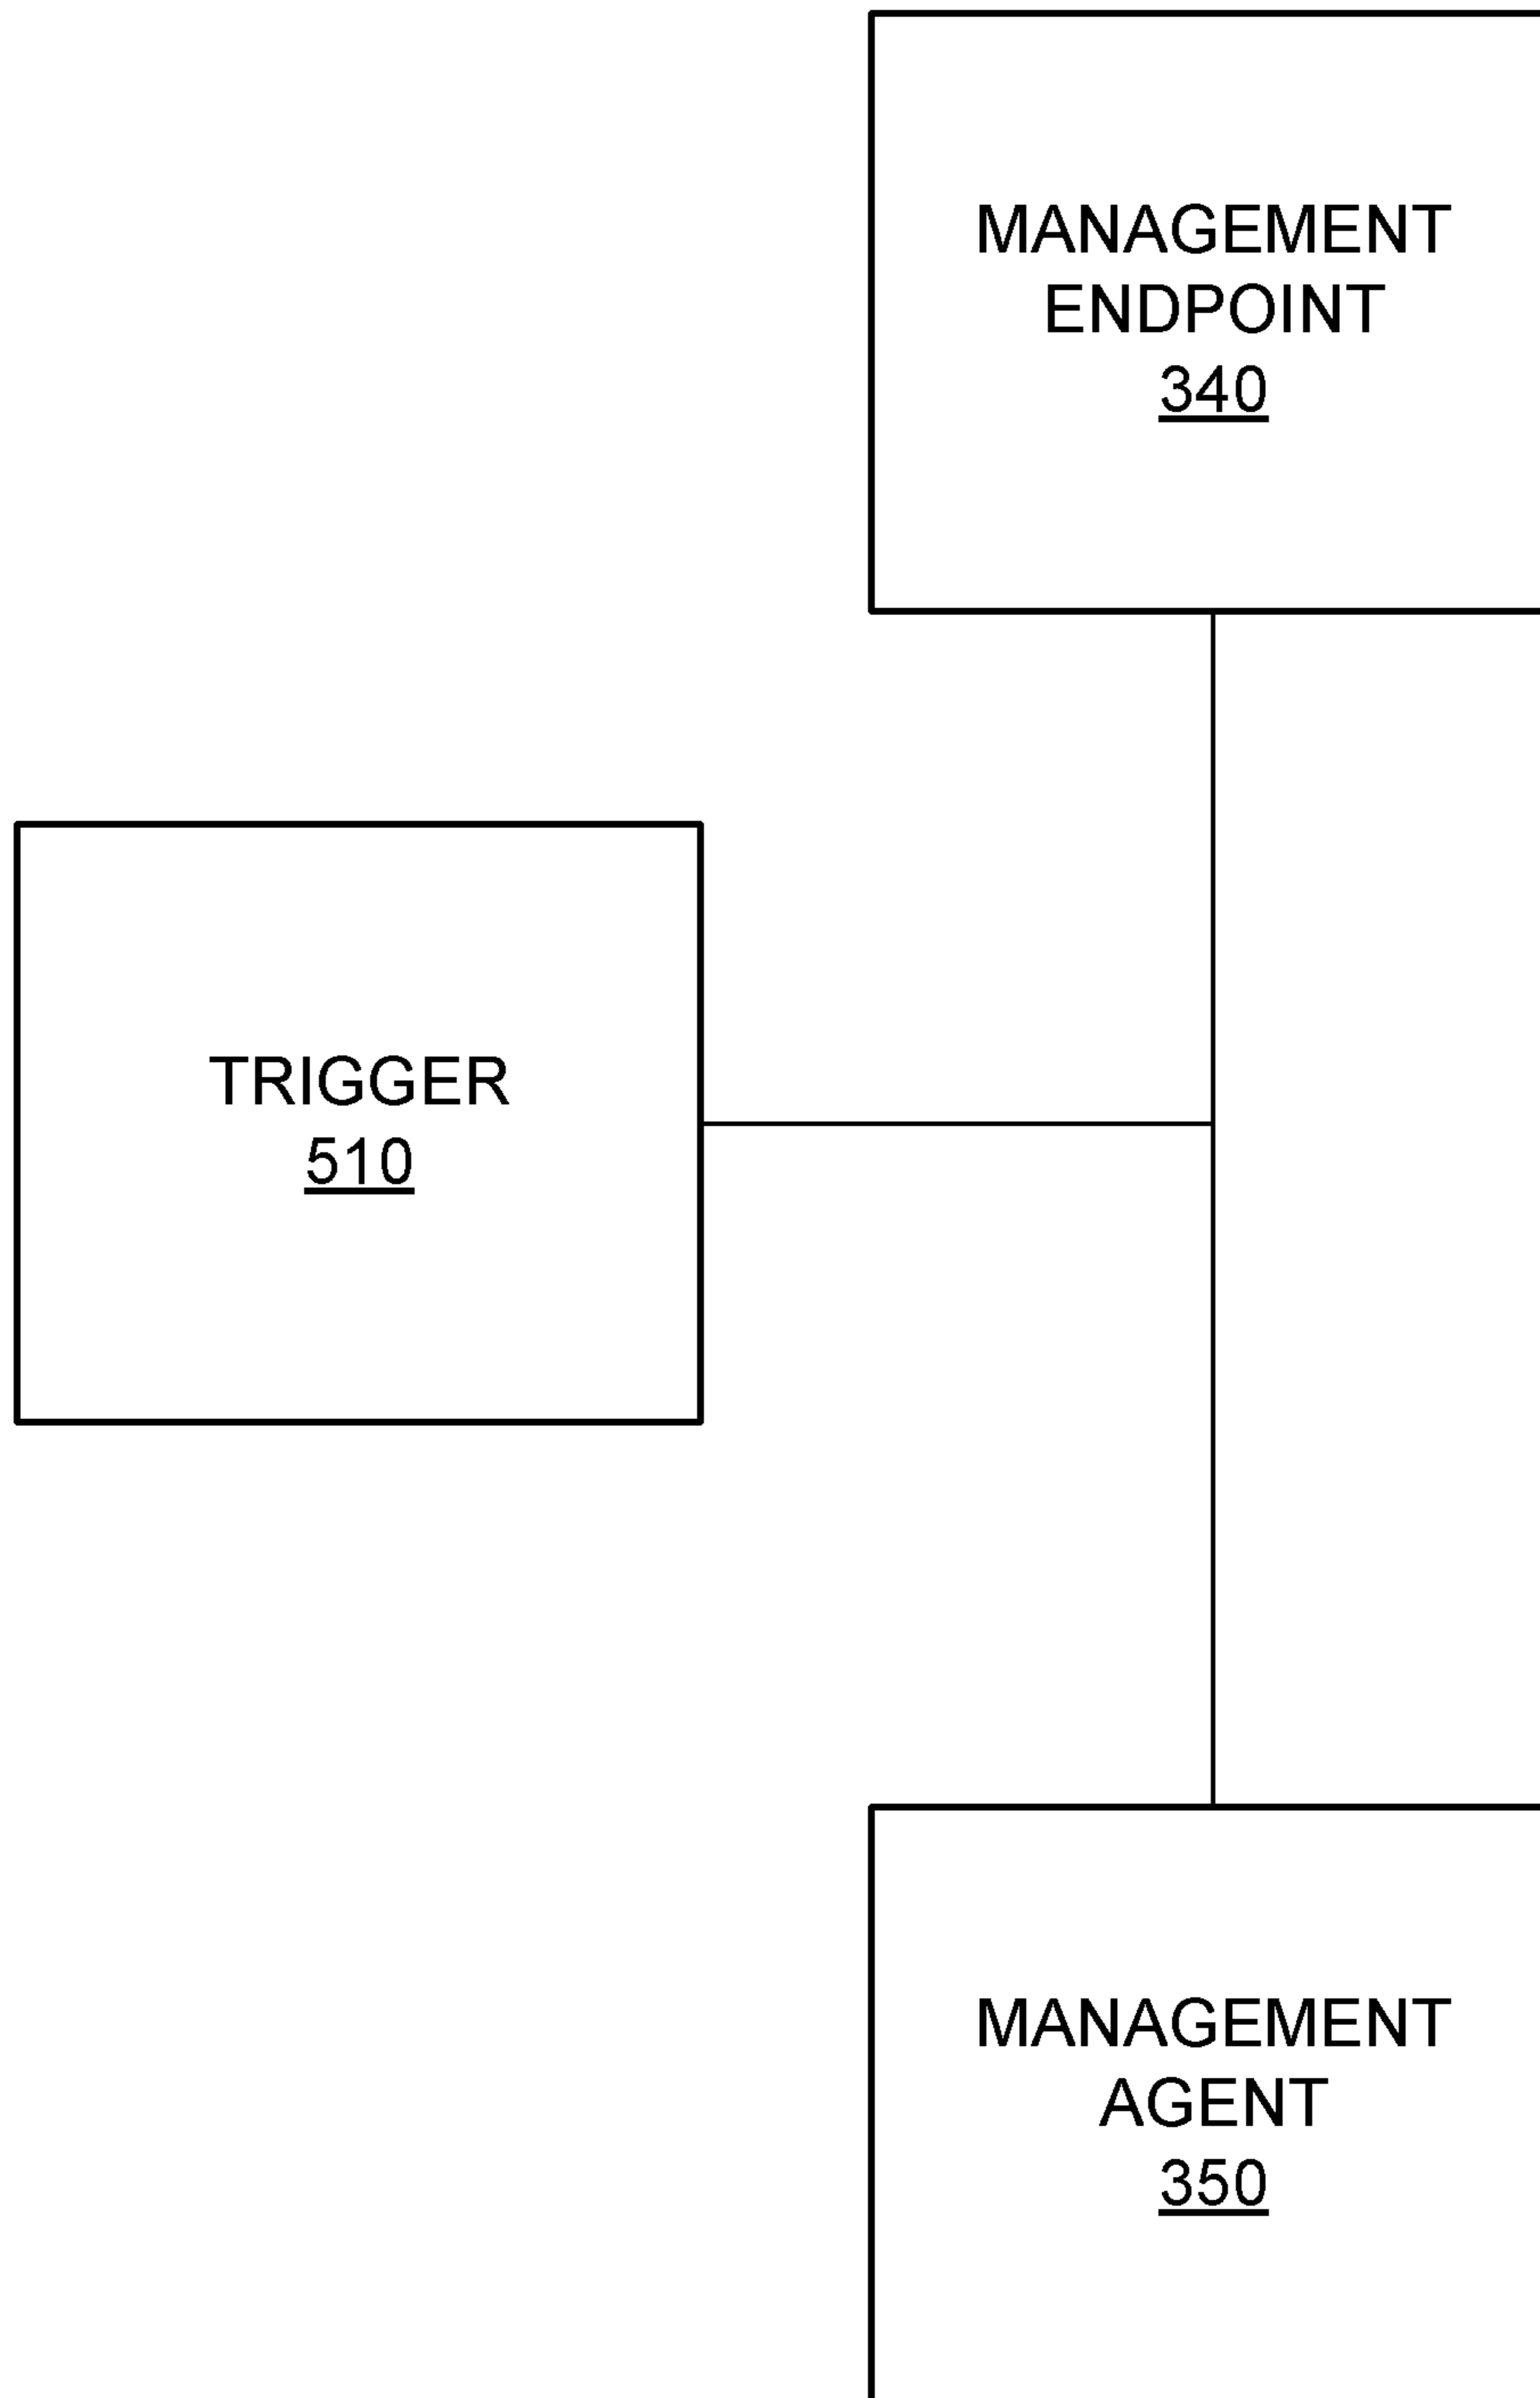 MANAGEMENT
ENDPOINT
340
TRIGGER
510
MANAGEMENT
AGENT
350